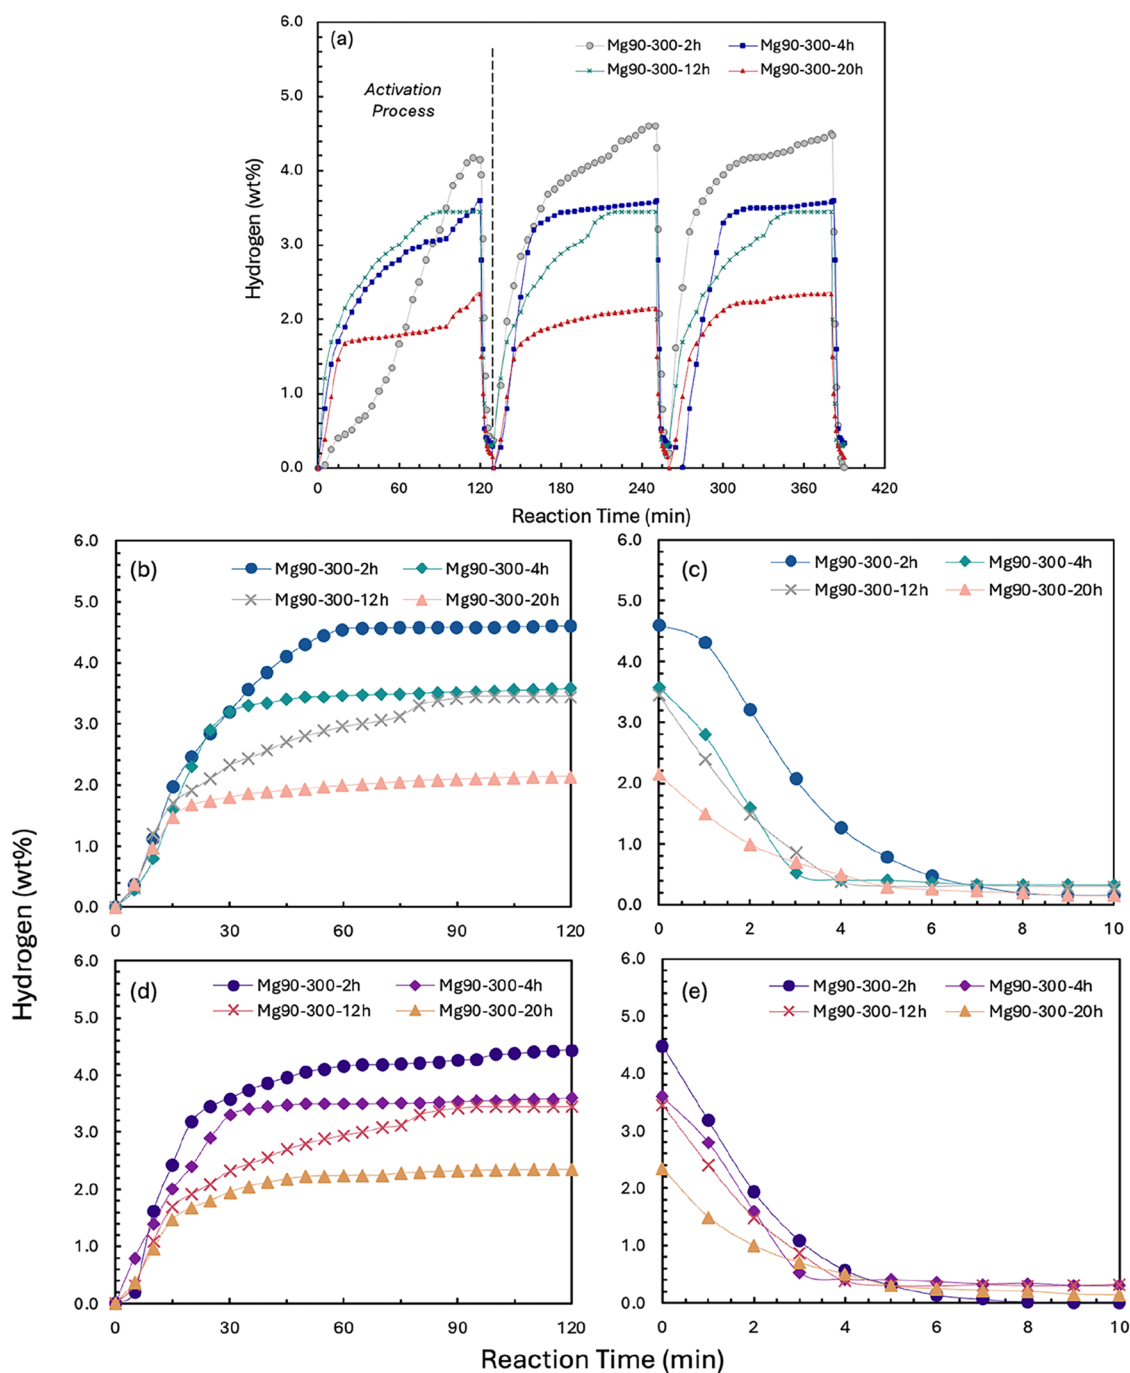 6.0
(a)
Mg90-300-2h Mg90-300-4h
Mg90-300-12h Mg90-300-20h
Activation
Process
5.0
4.0
3.0
2.0
1.0
0.0
Hydrogen (wt%)
0 60 120 180 240 300 360 420
Reaction Time (min)
(b)
Mg90-300-2h Mg90-300-4h
Mg90-300-12h Mg90-300-20h
6.0
5.0
4.0
3.0
2.0
1.0
0.0
0 30 60 90 120
(c)
Mg90-300-2h Mg90-300-4h
Mg90-300-12h Mg90-300-20h
6.0
5.0
4.0
3.0
2.0
1.0
0.0
0 2 4 6 8 10
Hydrogen (wt%)
(d)
Mg90-300-2h Mg90-300-4h
Mg90-300-12h Mg90-300-20h
6.0
5.0
4.0
3.0
2.0
1.0
0.0
0 30 60 90 120
(e)
Mg90-300-2h Mg90-300-4h
Mg90-300-12h Mg90-300-20h
6.0
5.0
4.0
3.0
2.0
1.0
0.0
0 2 4 6 8 10
Reaction Time (min)